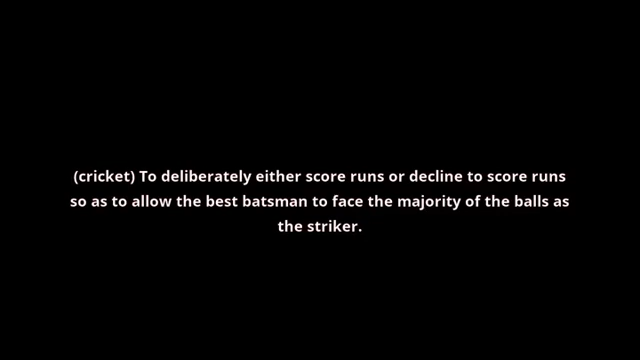 (cricket) To deliberately either score runs or decline to score runs
so as to allow the best batsman to face the majority of the balls as
the striker.